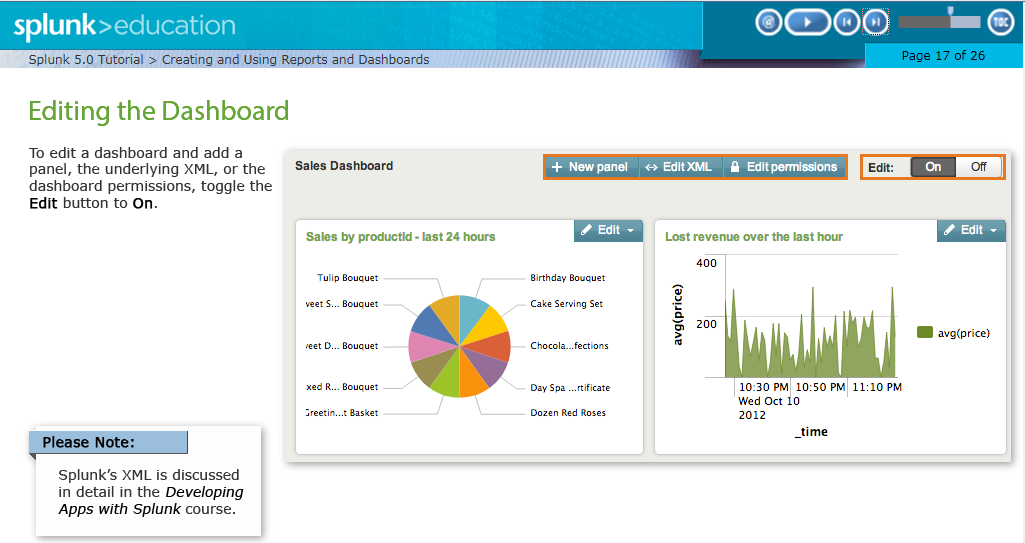 splunk>education
TOC
Splunk 5.0 Tutorial > Creating and Using Reports and Dashboards
Page 17 of 26
Editing the Dashboard
To edit a dashboard and add a
panel, the underlying XML, or the
dashboard permissions, toggle the
Edit button to On.
Sales Dashboard
+ New panel
Edit XML
Edit permissions
Edit: On Off
Sales by productId - last 24 hours
Edit
Tulip Bouquet
Birthday Bouquet
veet S... Bouquet
Cake Serving Set
veet D... Bouquet
Chocola...fections
xed R... Bouquet
Day Spa ...rtificate
Greetin...t Basket
Dozen Red Roses
Lost revenue over the last hour
Edit
400
200
avg(price)
avg(price)
10:30 PM 10:50 PM 11:10 PM
Wed Oct 10
2012
_time
Please Note:
Splunk's XML is discussed
in detail in the Developing
Apps with Splunk course.